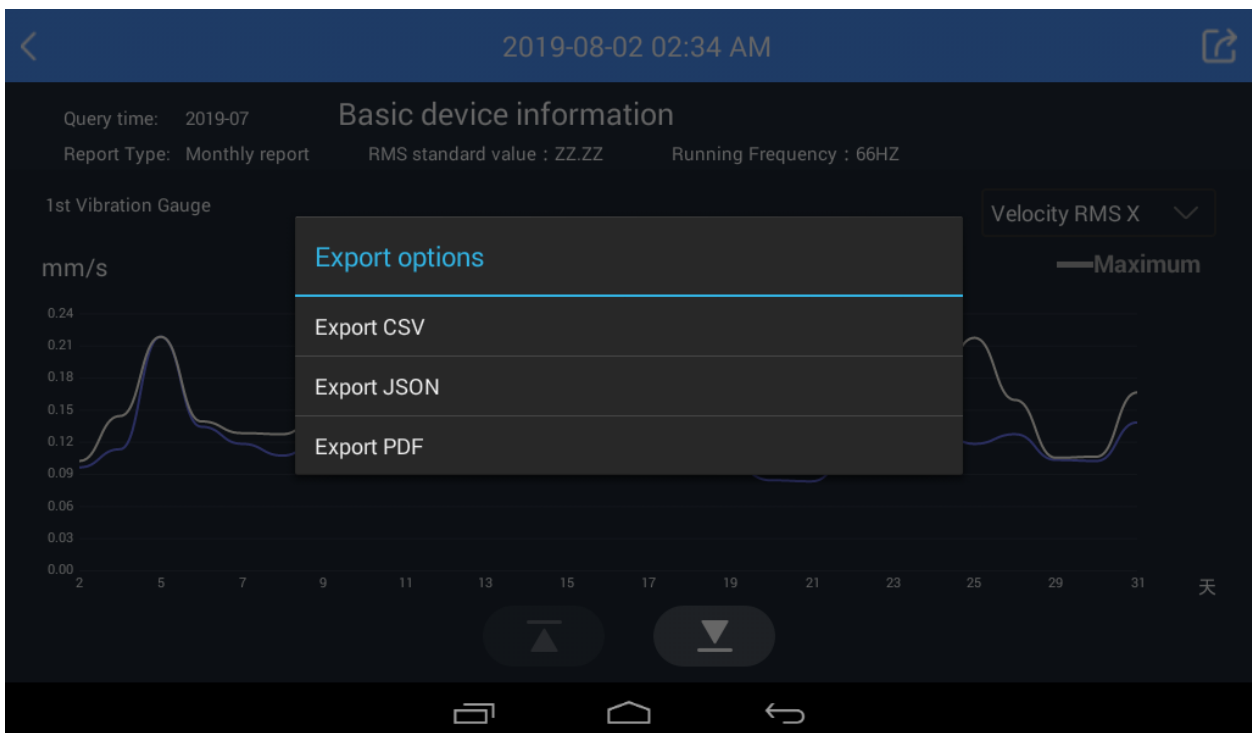 2019-08-02 02:34 AM
Query time: 2019-07 Basic device information
Report Type: Monthly report RMS standard value：ZZ.ZZ Running Frequency：66HZ
1st Vibration Gauge
Velocity RMS X
mm/s
Maximum
Export options
Export CSV
Export JSON
Export PDF
0.24
0.21
0.18
0.15
0.12
0.09
0.06
0.03
0.00
2 5 7 9 11 13 15 17 19 21 23 25 29 31 天